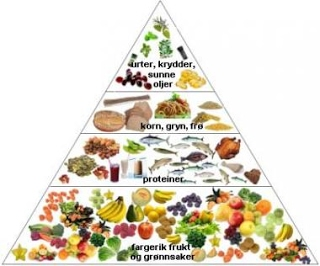 urter, krydder,
sunne
oljer
korn, gryn, frø
proteiner
fargerik frukt
og grønnsaker